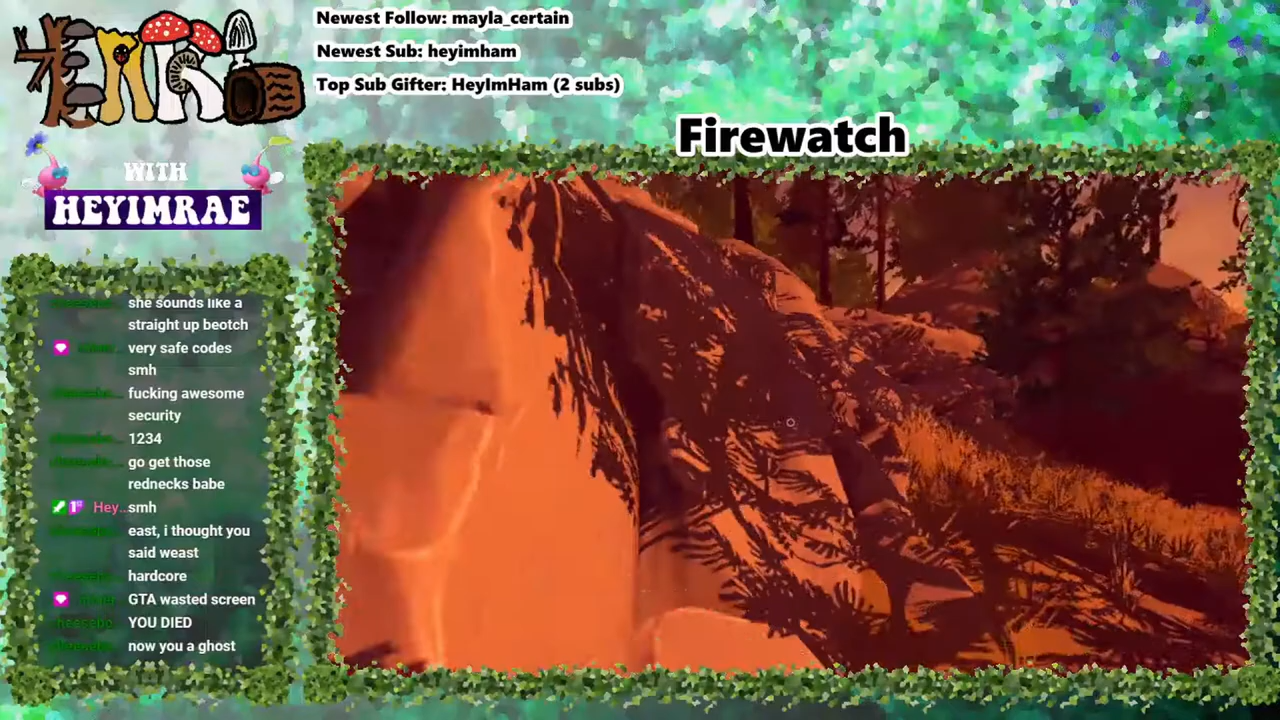 Newest Follow: mayla_certain
Newest Sub: heyimham
Top Sub Gifter: HeyImHam (2 subs)
Firewatch
WITH
HEYIMRAE
she sounds like a
straight up beotch
very safe codes
smh
fucking awesome
security
1234
go get those
rednecks babe
Hey... smh
east, i thought you
said weast
hardcore
GTA wasted screen
YOU DIED
now you a ghost